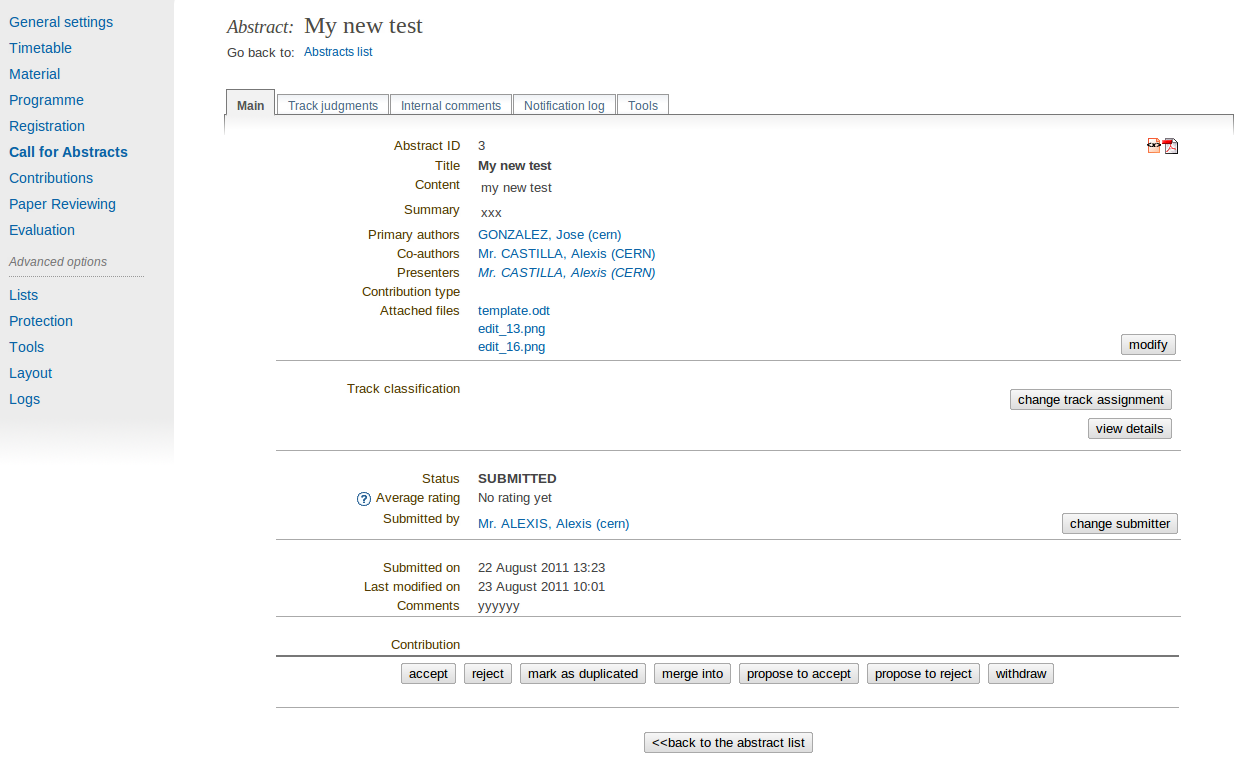 General settings
Timetable
Material
Programme
Registration
Call for Abstracts
Contributions
Paper Reviewing
Evaluation
Advanced options
Lists
Protection
Tools
Layout
Logs
Abstract: My new test
Go back to: Abstracts list
Main Track judgments Internal comments Notification log Tools
Abstract ID 3
Title My new test
Content my new test
Summary xxx
Primary authors GONZALEZ, Jose (cern)
Co-authors Mr. CASTILLA, Alexis (CERN)
Presenters Mr. CASTILLA, Alexis (CERN)
Contribution type
Attached files template.odt
edit_13.png
edit_16.png
modify
Track classification
change track assignment
view details
Status SUBMITTED
? Average rating No rating yet
Submitted by Mr. ALEXIS, Alexis (cern) change submitter
Submitted on 22 August 2011 13:23
Last modified on 23 August 2011 10:01
Comments yyyyyy
Contribution
accept reject mark as duplicated merge into propose to accept propose to reject withdraw
<<back to the abstract list